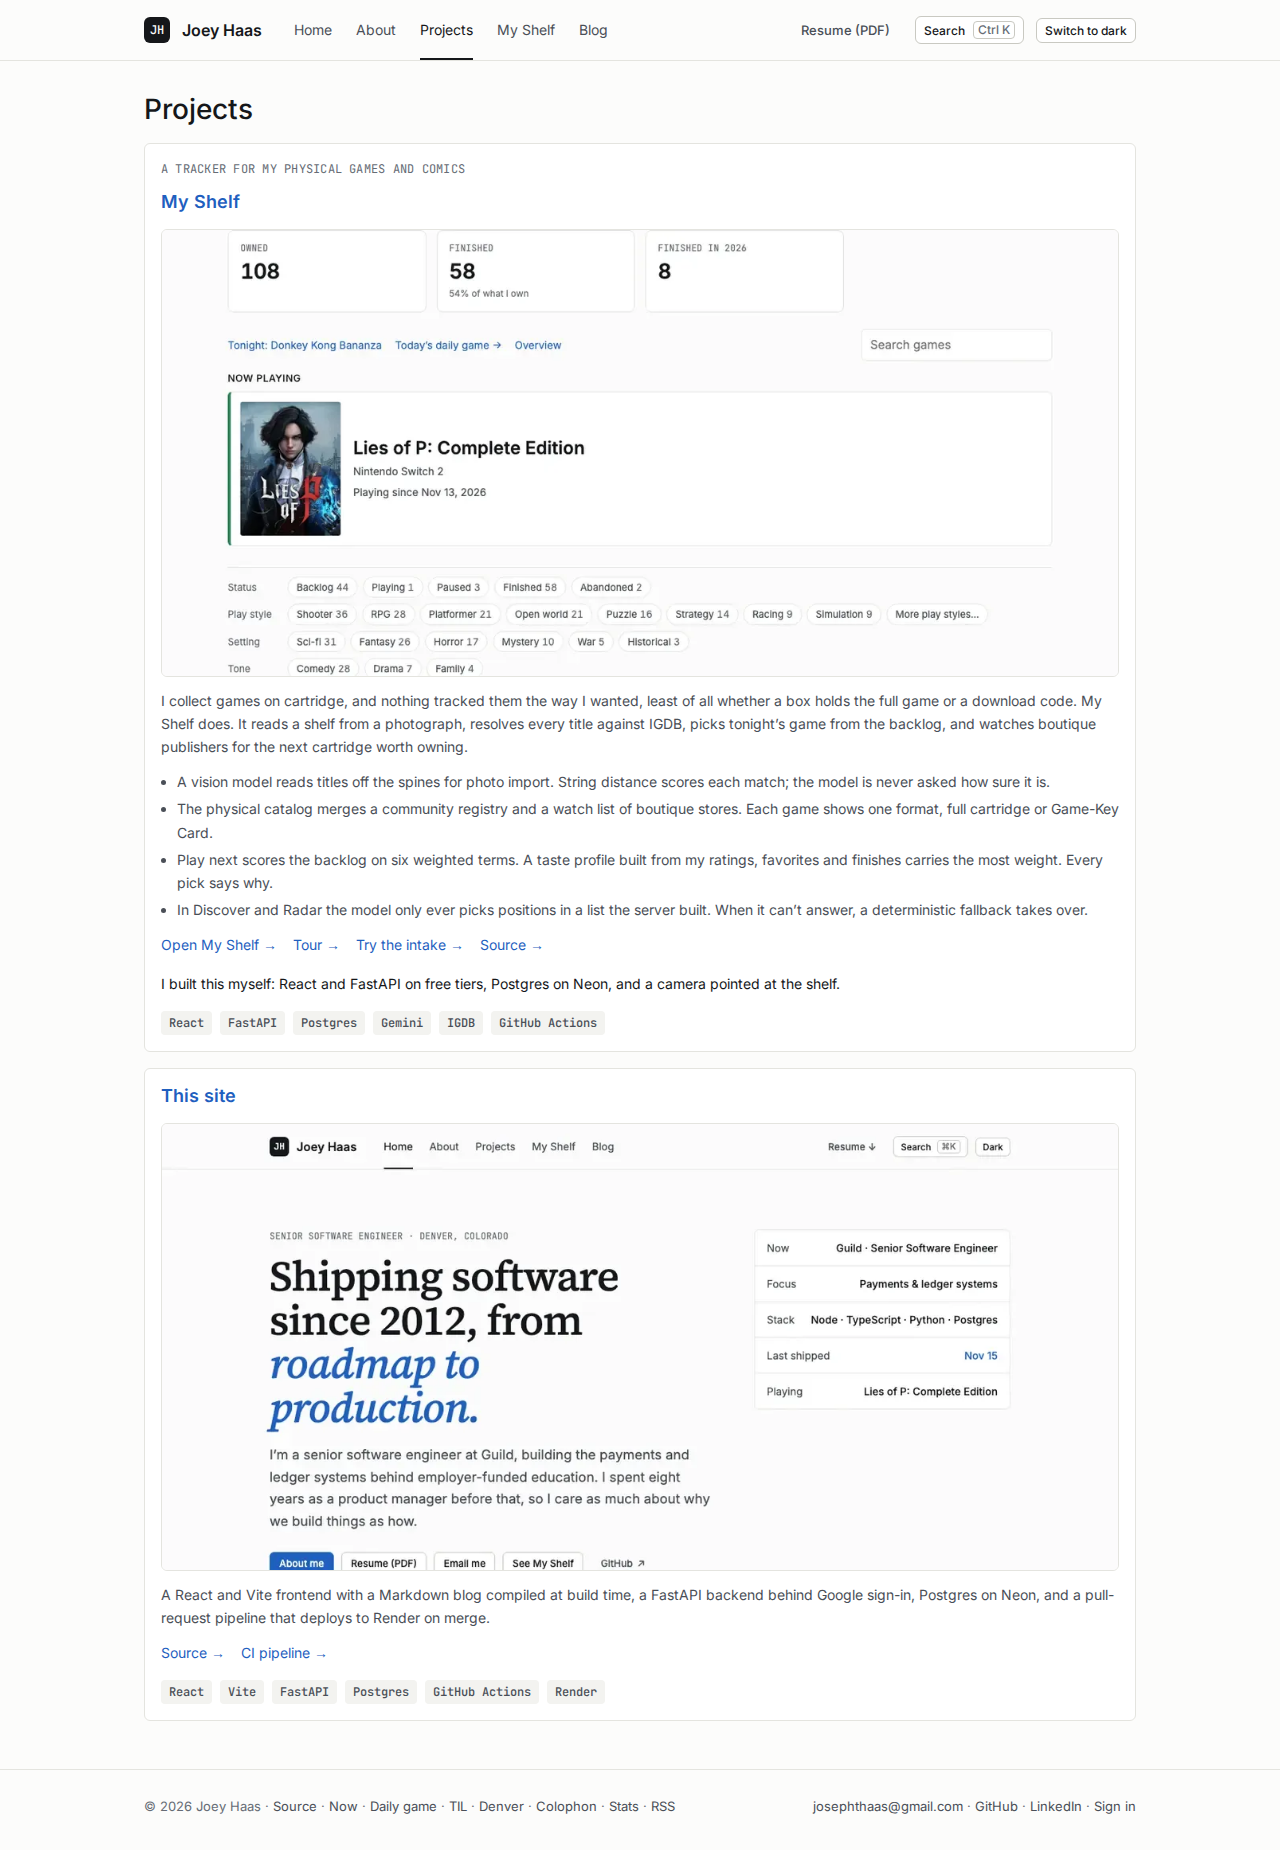 JH Joey Haas Home About Projects My Shelf Blog Resume (PDF) Search Ctrl K Switch to dark
Projects
A TRACKER FOR MY PHYSICAL GAMES AND COMICS
My Shelf
OWNED FINISHED FINISHED IN 2026
108 58 8
54% of what I own
Tonight: Donkey Kong Bananza Today's daily game → Overview Search games
NOW PLAYING
LIES OF P
Lies of P: Complete Edition
Nintendo Switch 2
Playing since Nov 13, 2026
Status Backlog 44 Playing 1 Paused 3 Finished 58 Abandoned 2
Play style Shooter 36 RPG 28 Platformer 21 Open world 21 Puzzle 16 Strategy 14 Racing 9 Simulation 9 More play styles...
Setting Sci-fi 31 Fantasy 26 Horror 17 Mystery 10 War 5 Historical 3
Tone Comedy 28 Drama 7 Family 4
I collect games on cartridge, and nothing tracked them the way I wanted, least of all whether a box holds the full game or a download code. My
Shelf does. It reads a shelf from a photograph, resolves every title against IGDB, picks tonight’s game from the backlog, and watches boutique
publishers for the next cartridge worth owning.
• A vision model reads titles off the spines for photo import. String distance scores each match; the model is never asked how sure it is.
• The physical catalog merges a community registry and a watch list of boutique stores. Each game shows one format, full cartridge or Game-Key
Card.
• Play next scores the backlog on six weighted terms. A taste profile built from my ratings, favorites and finishes carries the most weight. Every
pick says why.
• In Discover and Radar the model only ever picks positions in a list the server built. When it can’t answer, a deterministic fallback takes over.
Open My Shelf → Tour → Try the intake → Source →
I built this myself: React and FastAPI on free tiers, Postgres on Neon, and a camera pointed at the shelf.
React FastAPI Postgres Gemini IGDB GitHub Actions
This site
JH Joey Haas Home About Projects My Shelf Blog Resume ↓ Search ⌘K Dark
SENIOR SOFTWARE ENGINEER · DENVER, COLORADO
Shipping software
since 2012, from
roadmap to
production.
Now Guild · Senior Software Engineer
Focus Payments & ledger systems
Stack Node · TypeScript · Python · Postgres
Last shipped Nov 15
Playing Lies of P: Complete Edition
I’m a senior software engineer at Guild, building the payments and
ledger systems behind employer-funded education. I spent eight
years as a product manager before that, so I care as much about why
we build things as how.
About me Resume (PDF) Email me See My Shelf GitHub ↗
A React and Vite frontend with a Markdown blog compiled at build time, a FastAPI backend behind Google sign-in, Postgres on Neon, and a pull-
request pipeline that deploys to Render on merge.
Source → CI pipeline →
React Vite FastAPI Postgres GitHub Actions Render
© 2026 Joey Haas · Source · Now · Daily game · TIL · Denver · Colophon · Stats · RSS josephthaas@gmail.com · GitHub · LinkedIn · Sign in